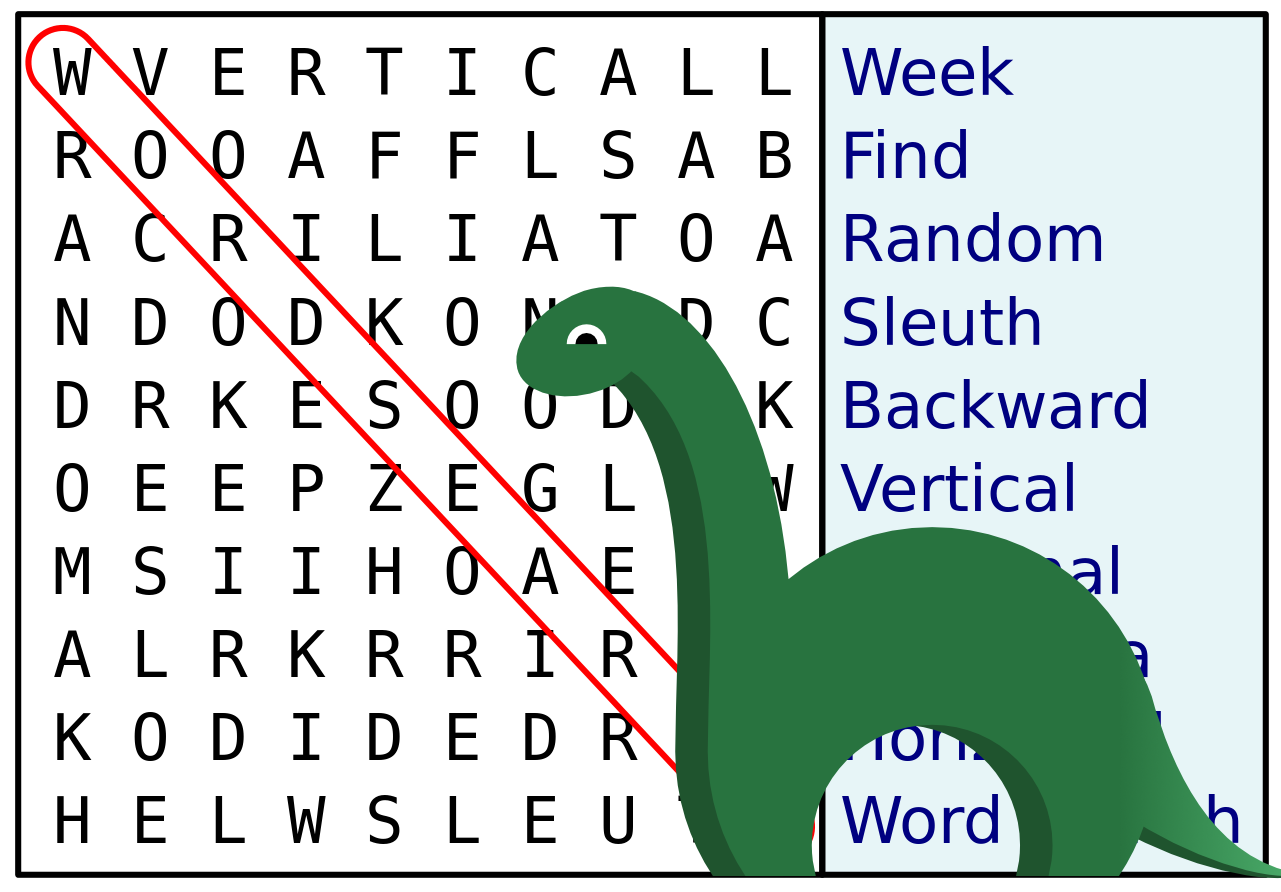 W V E R T I C A L L
R O O A F F L S A B
A C R I L I A T O A
N D O D K O N D C
D R K E S O O D K
O E E P Z E G L W
M S I I H O A E
A L R K R R I R
K O D I D E D R
H E L W S L E U
Week
Find
Random
Sleuth
Backward
Vertical
Word